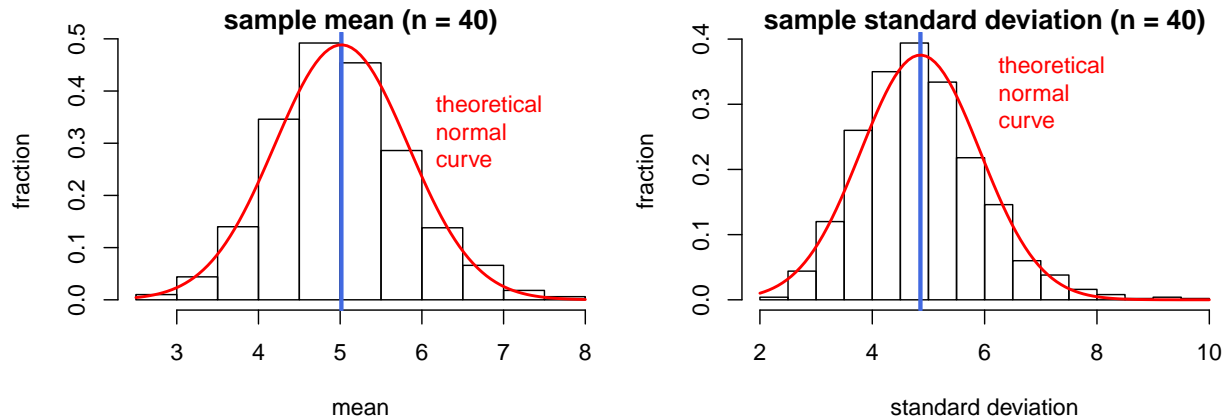 sample mean (n = 40)
fraction
0.5
0.4
0.3
0.2
0.1
0.0
theoretical
normal
curve
3 4 5 6 7 8
mean
sample standard deviation (n = 40)
fraction
0.4
0.3
0.2
0.1
0.0
theoretical
normal
curve
2 4 6 8 10
standard deviation